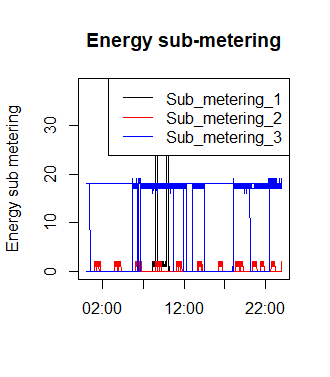 Energy sub-metering
Sub_metering_1
Sub_metering_2
Sub_metering_3
Energy sub metering
30
20
10
0
02:00 12:00 22:00